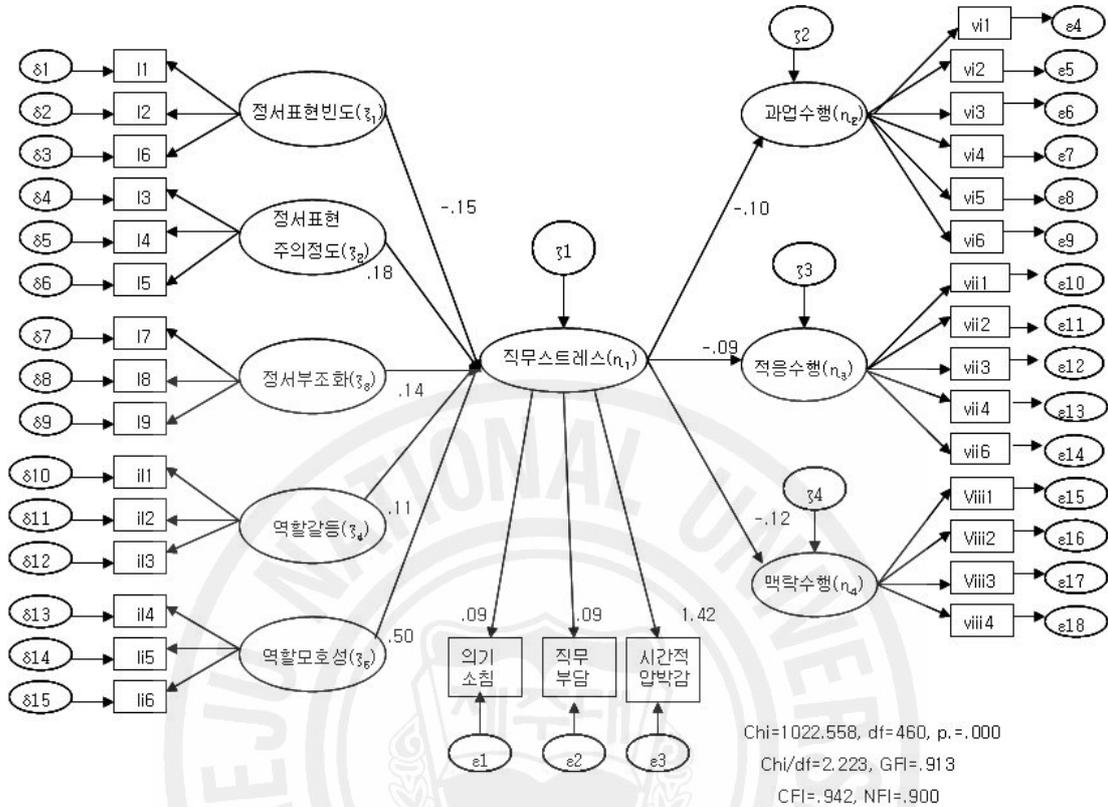 δ1 I1
δ2 I2
δ3 I6
정서표현빈도(ξ1)
δ4 I3
δ5 I4
δ6 I5
정서표현
주의정도(ξ2)
δ7 I7
δ8 I8
δ9 I9
정서부조화(ξ3)
δ10 iI1
δ11 iI2
δ12 iI3
역할갈등(ξ4)
δ13 iI4
δ14 Ii5
δ15 Ii6
역할모호성(ξ5)
-.15
.18
.14
.11
.50
ζ1
직무스트레스(η1)
.09
.09
1.42
의기
소침
직무
부담
시간적
압박감
ε1
ε2
ε3
-.10
-.09
-.12
ζ2
과업수행(η2)
vi1 ε4
vi2 ε5
vi3 ε6
vi4 ε7
vi5 ε8
vi6 ε9
ζ3
적응수행(η3)
vii1 ε10
vii2 ε11
vii3 ε12
vii4 ε13
vii6 ε14
ζ4
맥락수행(η4)
Viii1 ε15
Viii2 ε16
Viii3 ε17
viii4 ε18
Chi=1022.558, df=460, p.=.000
Chi/df=2.223, GFI=.913
CFI=.942, NFI=.900